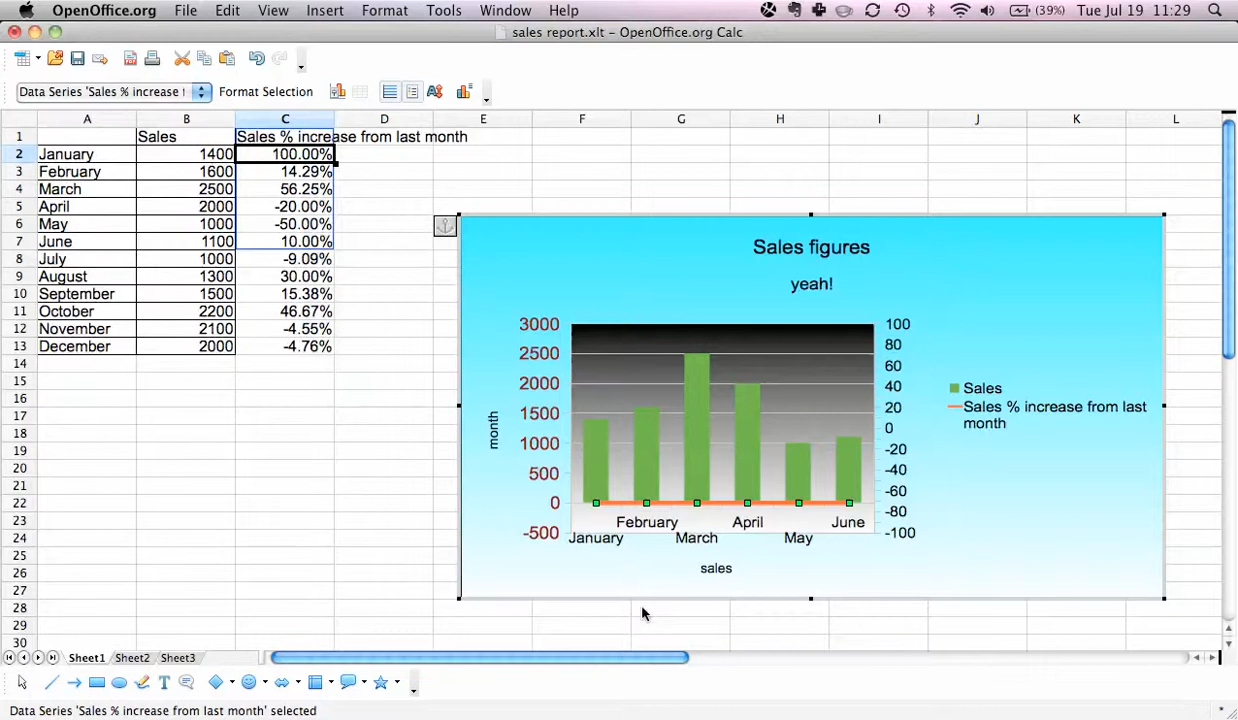 OpenOffice.org File Edit View Insert Format Tools Window Help (39%) Tue Jul 19 11:29
sales report.xlt – OpenOffice.org Calc
Data Series 'Sales % increase f Format Selection
A B C D E F G H I J K L
1 Sales Sales % increase from last month
2 January 1400 100.00%
3 February 1600 14.29%
4 March 2500 56.25%
5 April 2000 -20.00%
6 May 1000 -50.00%
7 June 1100 10.00%
8 July 1000 -9.09%
9 August 1300 30.00%
10 September 1500 15.38%
11 October 2200 46.67%
12 November 2100 -4.55%
13 December 2000 -4.76%
14
15
16
17
18
19
20
21
22
23
24
25
26
27
28
29
30
Sales figures
yeah!
3000
2500
2000
1500
1000
500
0
-500
month
100
80
60
40
20
0
-20
-40
-60
-80
-100
February April June
January March May
sales
Sales
Sales % increase from last
month
Sheet1 Sheet2 Sheet3
T
Data Series 'Sales % increase from last month' selected *